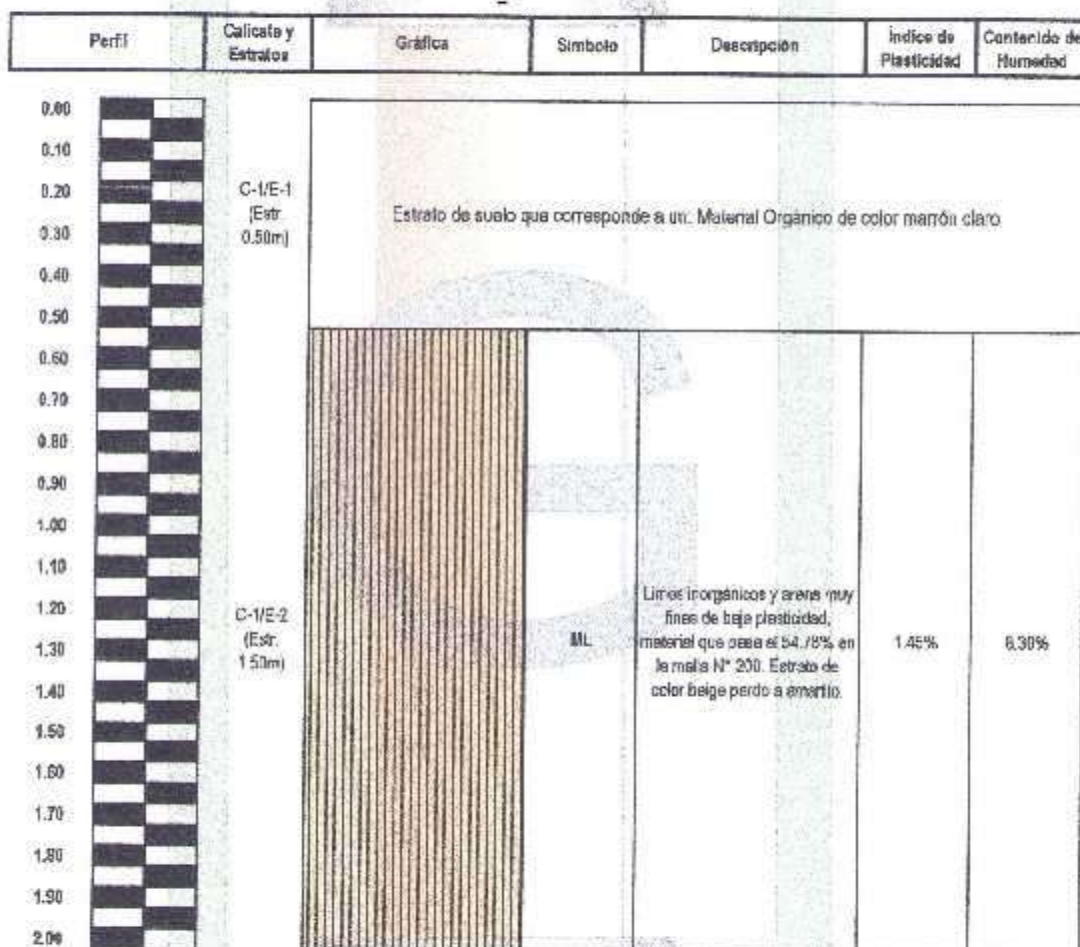 Perfil
Calicata y
Estratos
Gráfica
Símbolo
Descripción
Índice de
Plasticidad
Contenido de
Humedad
0.00
0.10
0.20
0.30
0.40
0.50
0.60
0.70
0.80
0.90
1.00
1.10
1.20
1.30
1.40
1.50
1.60
1.70
1.80
1.90
2.00
C-1/E-1
(Estr.
0.50m)
Estrato de suelo que corresponde a un: Material Orgánico de color marrón claro
C-1/E-2
(Estr.
1.50m)
ML
Limos inorgánicos y arena muy
fines de baja plasticidad,
material que pasa el 54.78% en
la malla N° 200. Estrato de
color beige pardo a amarillo.
1.45%
6.30%